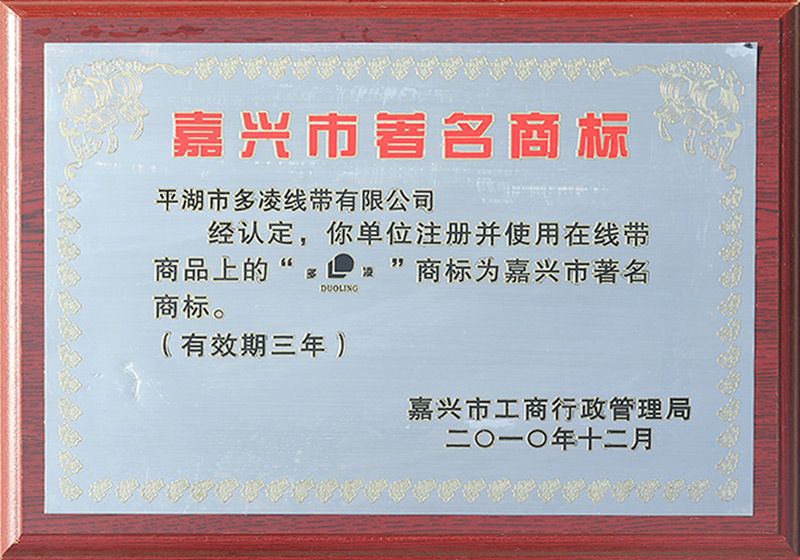 嘉兴市著名商标
平湖市多凌线带有限公司
经认定，你单位注册并使用在线带
商品上的“多 凌”商标为嘉兴市著名
DUOLING
商标。
（有效期三年）
嘉兴市工商行政管理局
二〇一〇年十二月